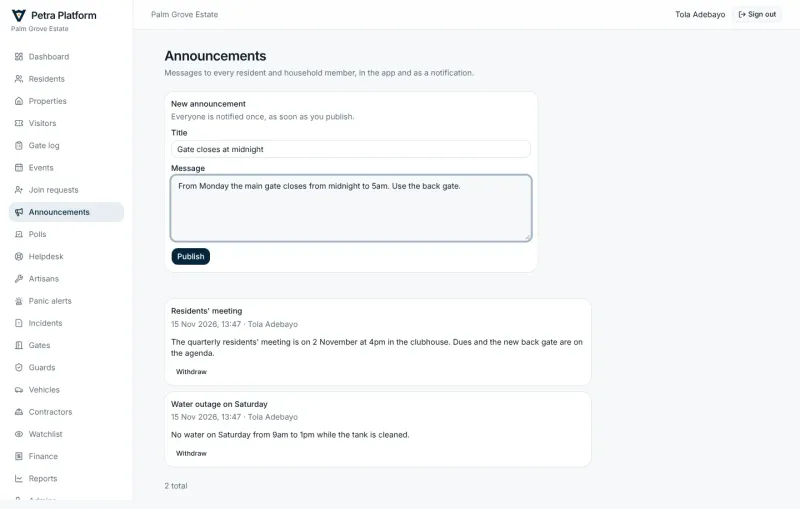 Petra Platform
Palm Grove Estate
Palm Grove Estate
Tola Adebayo
Sign out
Dashboard
Residents
Properties
Visitors
Gate log
Events
Join requests
Announcements
Polls
Helpdesk
Artisans
Panic alerts
Incidents
Gates
Guards
Vehicles
Contractors
Watchlist
Finance
Reports
Announcements
Messages to every resident and household member, in the app and as a notification.
New announcement
Everyone is notified once, as soon as you publish.
Title
Gate closes at midnight
Message
From Monday the main gate closes from midnight to 5am. Use the back gate.
Publish
Residents' meeting
15 Nov 2026, 13:47 · Tola Adebayo
The quarterly residents' meeting is on 2 November at 4pm in the clubhouse. Dues and the new back gate are on
the agenda.
Withdraw
Water outage on Saturday
15 Nov 2026, 13:47 · Tola Adebayo
No water on Saturday from 9am to 1pm while the tank is cleaned.
Withdraw
2 total